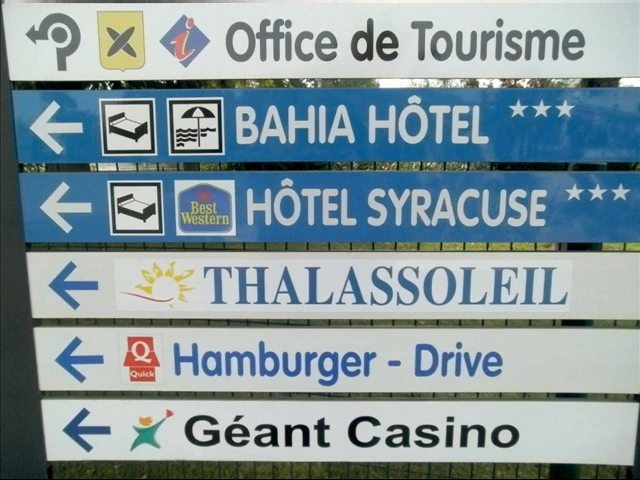 i Office de Tourisme
BAHIA HÔTEL ***
Best Western HÔTEL SYRACUSE ***
THALASSOLEIL
Q Quick Hamburger - Drive
Géant Casino